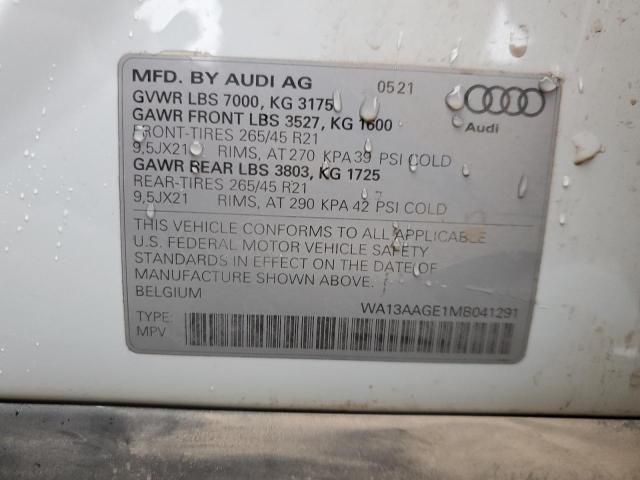 MFD. BY AUDI AG 05 21
GVWR LBS 7000, KG 3175
GAWR FRONT LBS 3527, KG 1600
FRONT-TIRES 265/45 R21
9,5JX21 RIMS, AT 270 KPA 39 PSI COLD
GAWR REAR LBS 3803, KG 1725
REAR-TIRES 265/45 R21
9,5JX21 RIMS, AT 290 KPA 42 PSI COLD
Audi
THIS VEHICLE CONFORMS TO ALL APPLICABLE
U.S. FEDERAL MOTOR VEHICLE SAFETY
STANDARDS IN EFFECT ON THE DATE OF
MANUFACTURE SHOWN ABOVE.
BELGIUM
WA13AAGE1MB041291
TYPE:
MPV